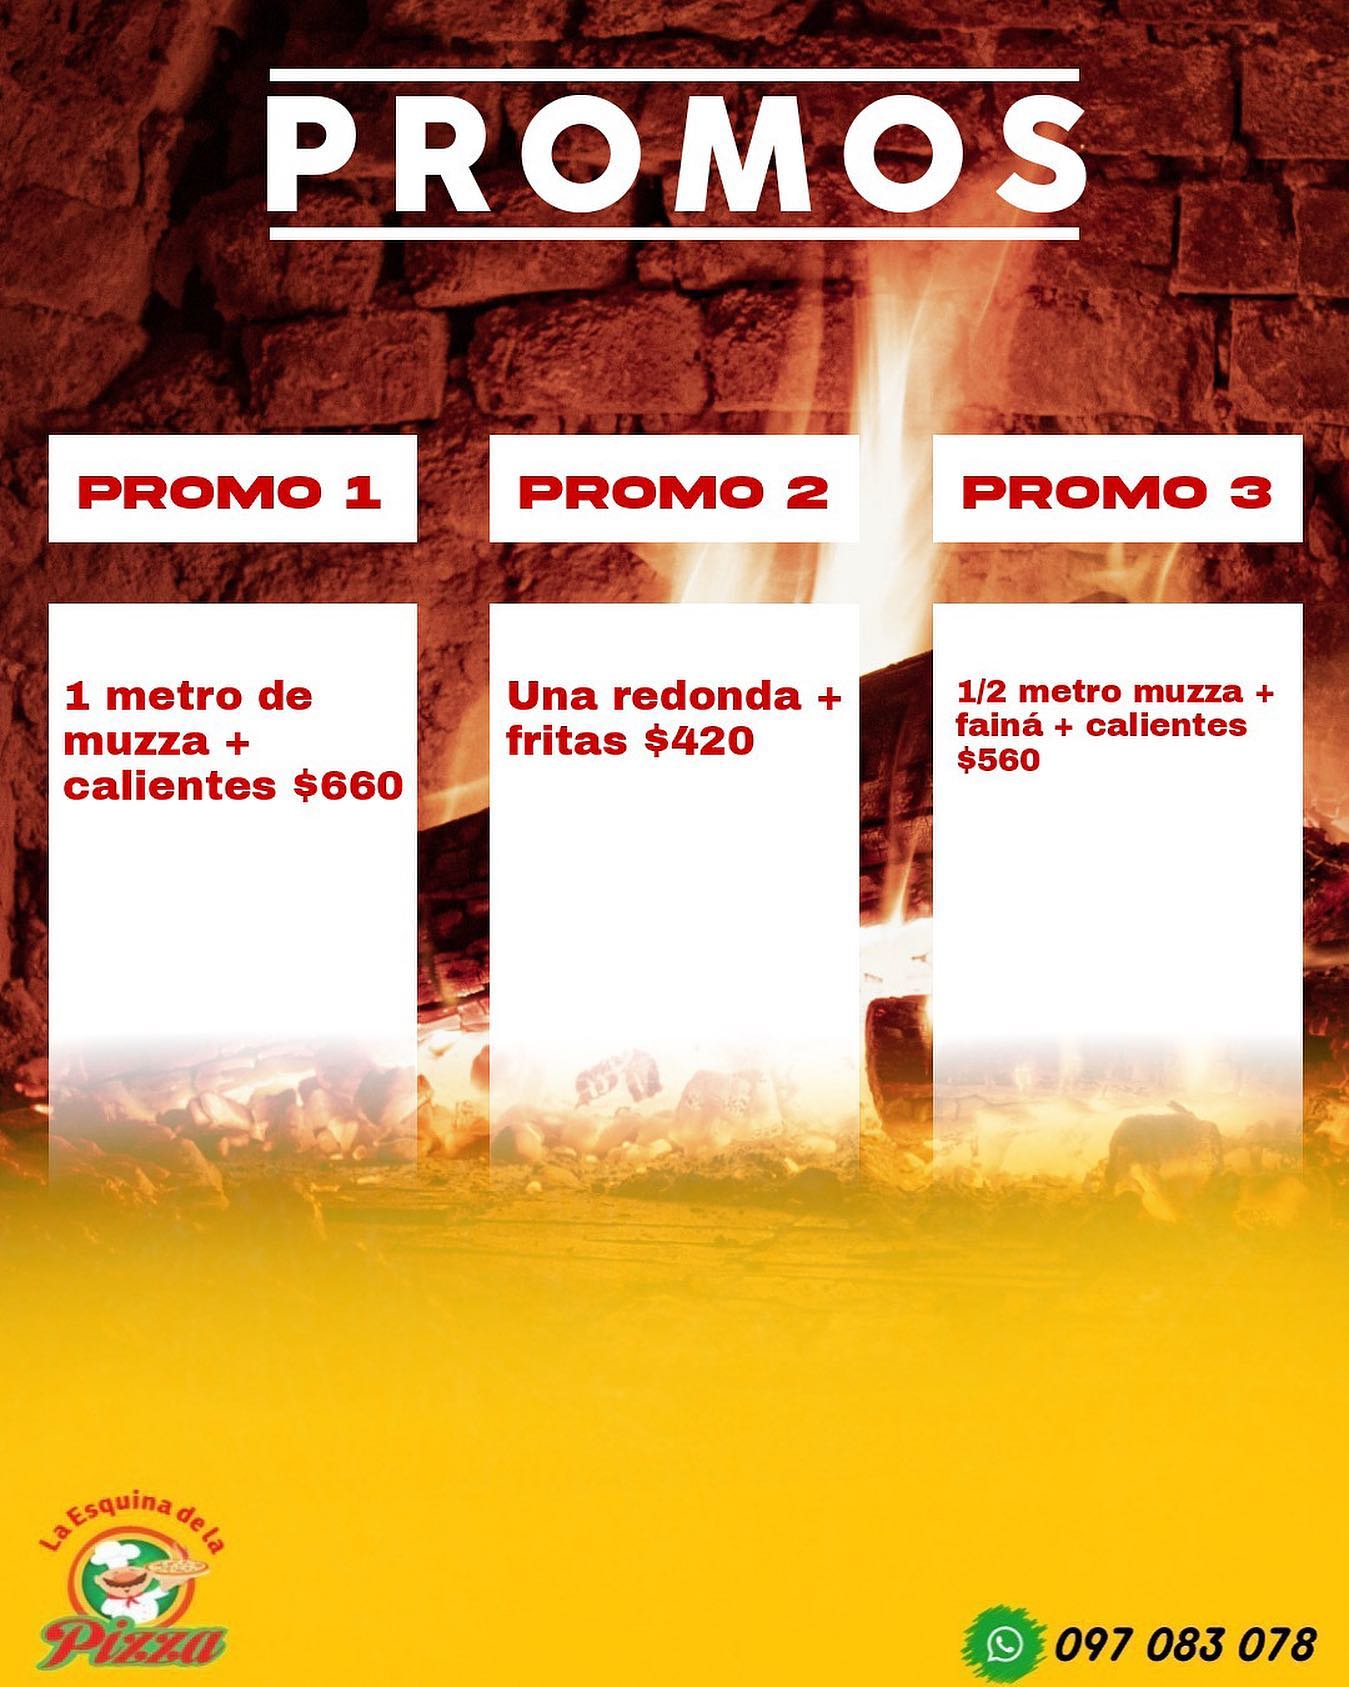 PROMOS
PROMO 1
1 metro de
muzza +
calientes $660
PROMO 2
Una redonda +
fritas $420
PROMO 3
1/2 metro muzza +
fainá + calientes
$560
La Esquina de la
Pizza
097 083 078